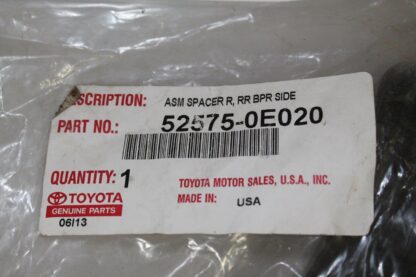 DESCRIPTION: ASM SPACER R, RR BPR SIDE
PART NO.: 52575-0E020
QUANTITY: 1
TOYOTA MOTOR SALES, U.S.A., INC.
TOYOTA
GENUINE PARTS
MADE IN: USA
06I13